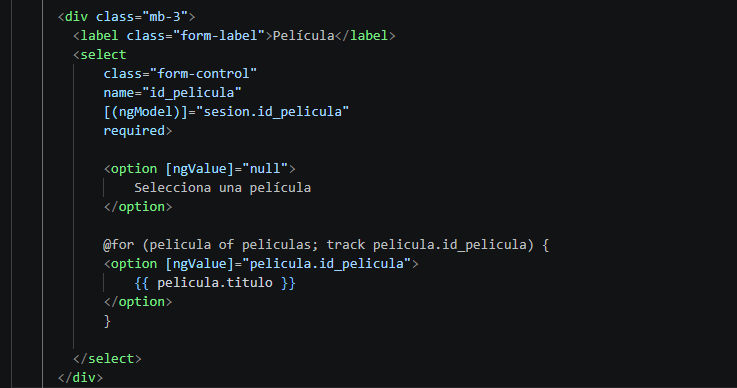 <div class="mb-3">
<label class="form-label">Película</label>
<select
class="form-control"
name="id_pelicula"
[(ngModel)]="sesion.id_pelicula"
required>
<option [ngValue]="null">
Selecciona una película
</option>
@for (pelicula of peliculas; track pelicula.id_pelicula) {
<option [ngValue]="pelicula.id_pelicula">
{{ pelicula.titulo }}
</option>
}
</select>
</div>